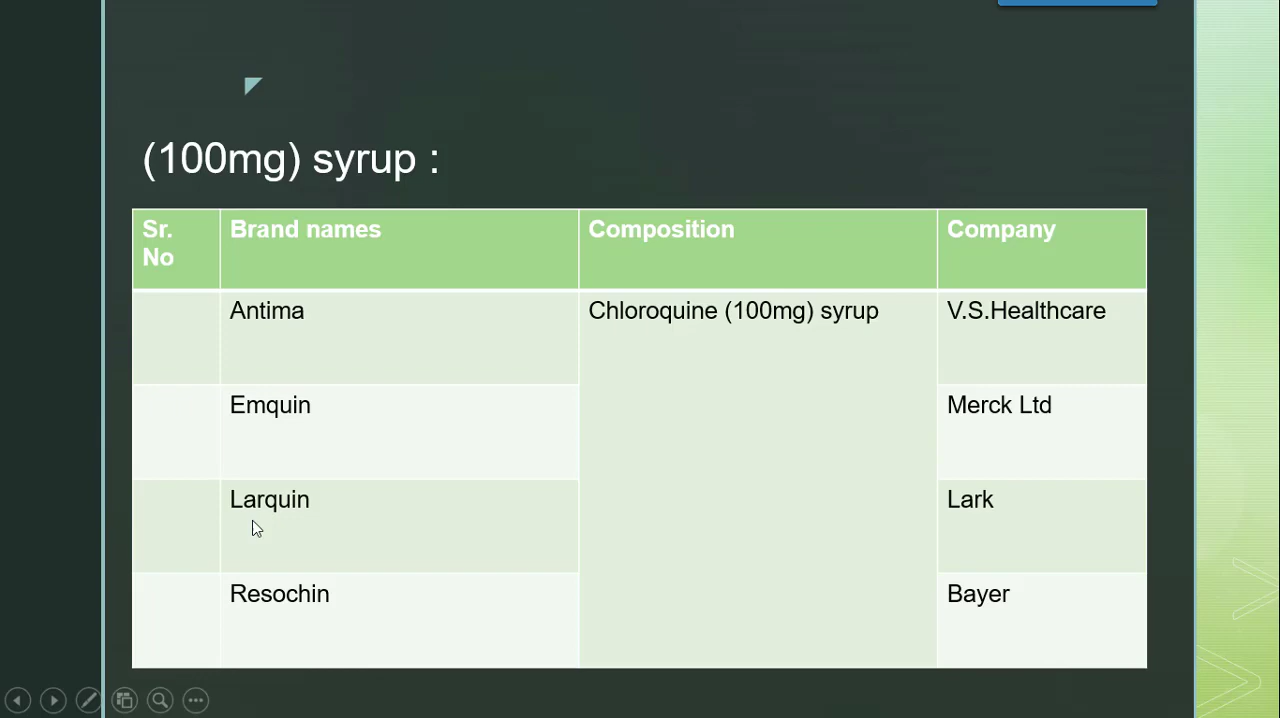 (100mg) syrup :
Sr. No
Brand names
Composition
Company
Antima
Chloroquine (100mg) syrup
V.S.Healthcare
Emquin
Merck Ltd
Larquin
Lark
Resochin
Bayer